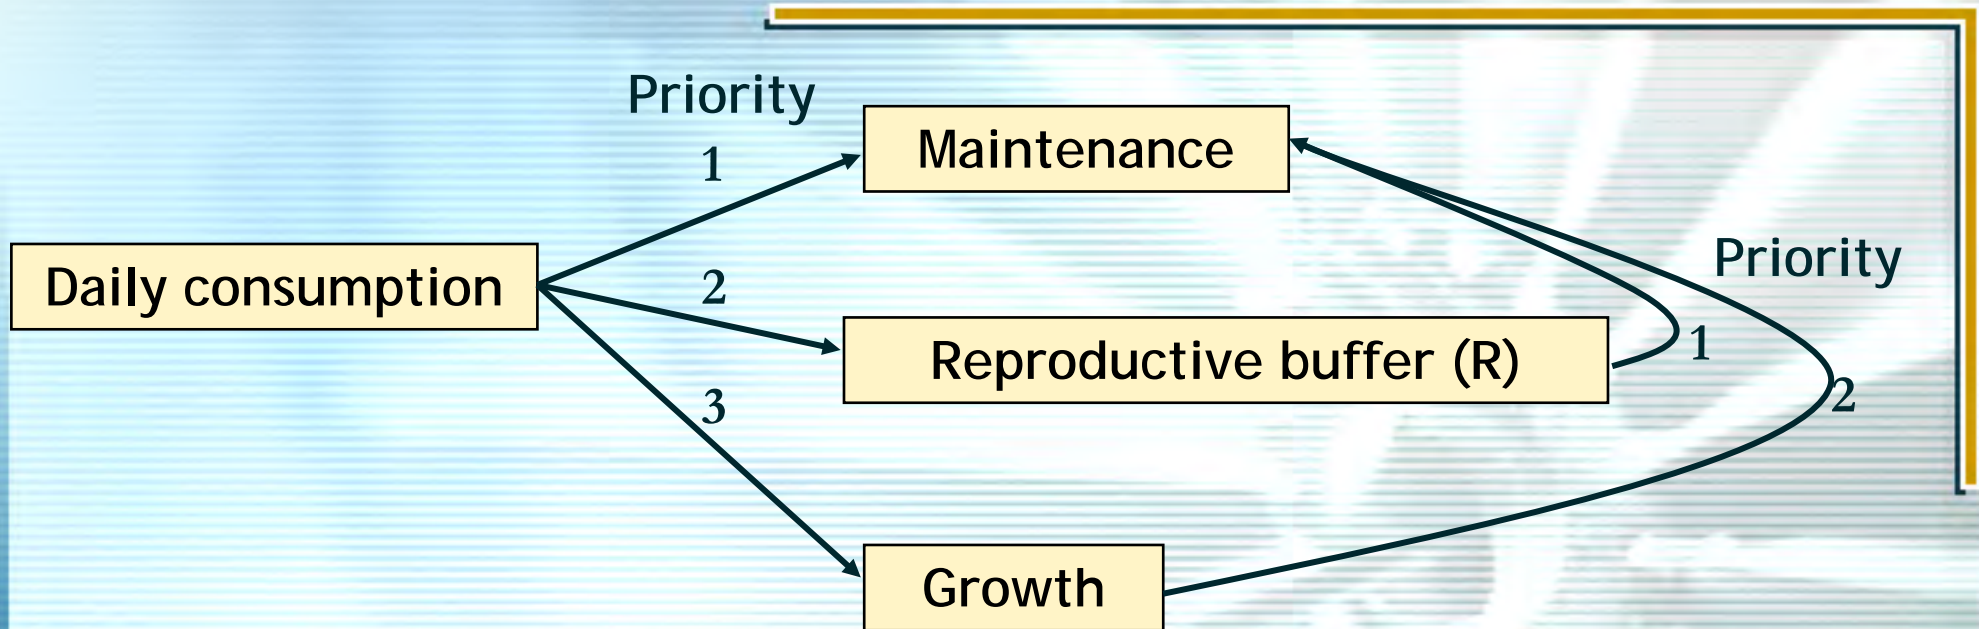 Priority
1
Maintenance
Daily consumption
2
Priority
Reproductive buffer (R)
1
3
2
Growth